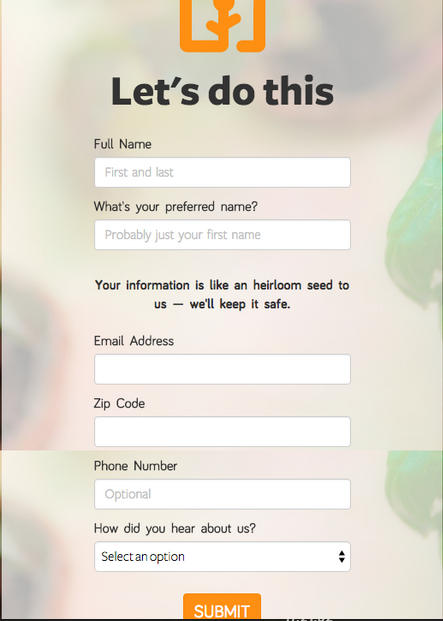 Let's do this
Full Name
First and last
What's your preferred name?
Probably just your first name
Your information is like an heirloom seed to
us — we'll keep it safe.
Email Address
Zip Code
Phone Number
Optional
How did you hear about us?
Select an option
SUBMIT